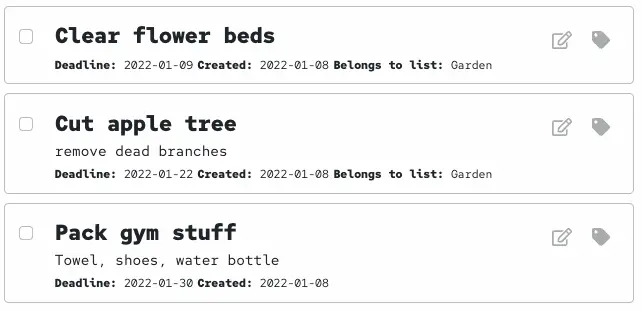 Clear flower beds
Deadline: 2022-01-09 Created: 2022-01-08 Belongs to list: Garden
Cut apple tree
remove dead branches
Deadline: 2022-01-22 Created: 2022-01-08 Belongs to list: Garden
Pack gym stuff
Towel, shoes, water bottle
Deadline: 2022-01-30 Created: 2022-01-08